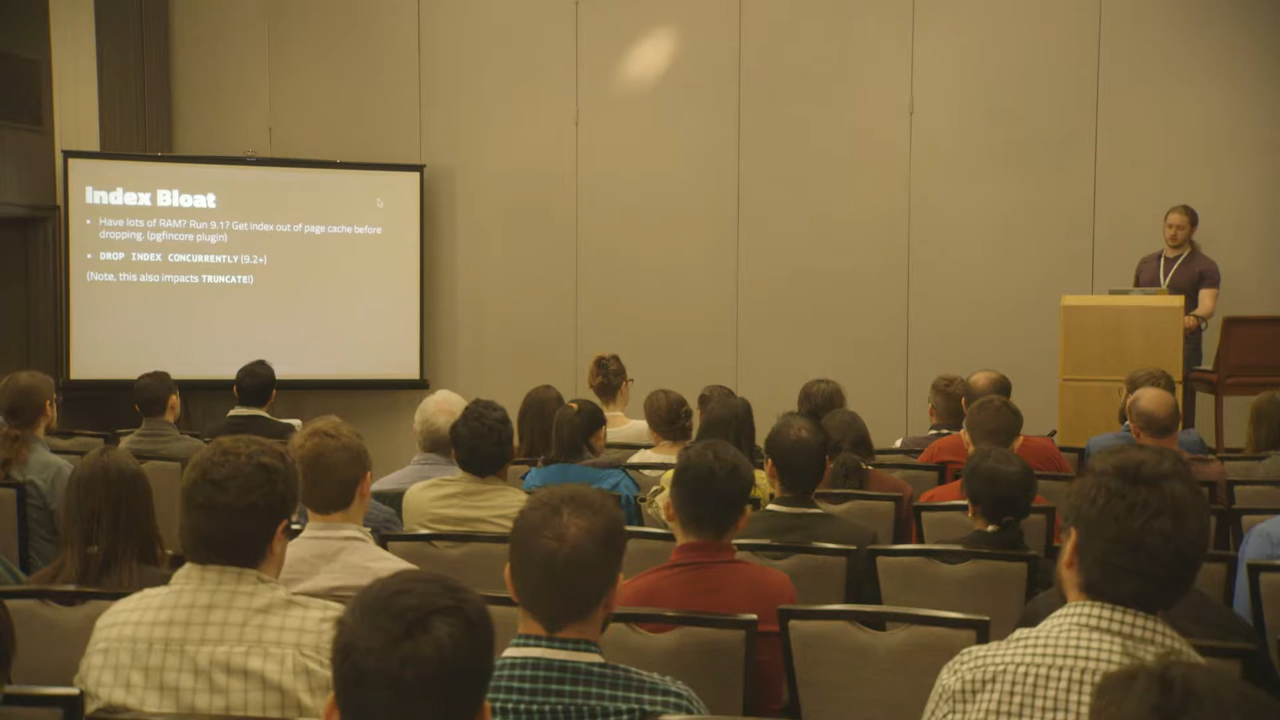 Index Bloat
• Have lots of RAM? Run 9.1? Get index out of page cache before
dropping. (pgfincore plugin)
• DROP INDEX CONCURRENTLY (9.2+)
(Note, this also impacts TRUNCATE!)